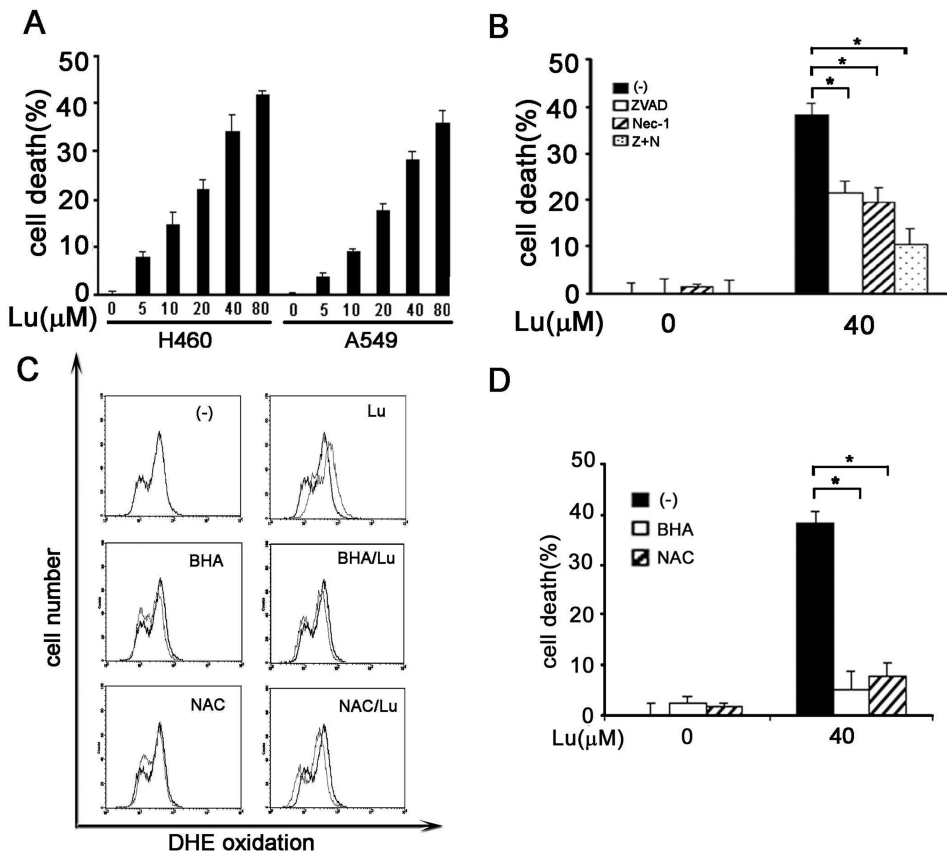 A
50
40
30
20
10
0
cell death(%)
Lu(μM)
0 5 10 20 40 80 0 5 10 20 40 80
H460 A549
B
50
40
30
20
10
0
cell death(%)
(-)
ZVAD
Nec-1
Z+N
*
*
*
Lu(μM) 0 40
C
cell number
(-) Lu
BHA BHA/Lu
NAC NAC/Lu
DHE oxidation
D
50
40
30
20
10
0
cell death(%)
(-)
BHA
NAC
*
*
Lu(μM) 0 40